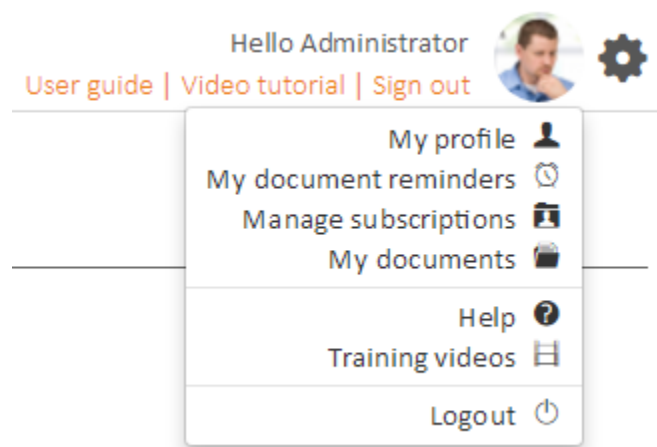 Hello Administrator
User guide | Video tutorial | Sign out
My profile
My document reminders
Manage subscriptions
My documents
Help
Training videos
Logout